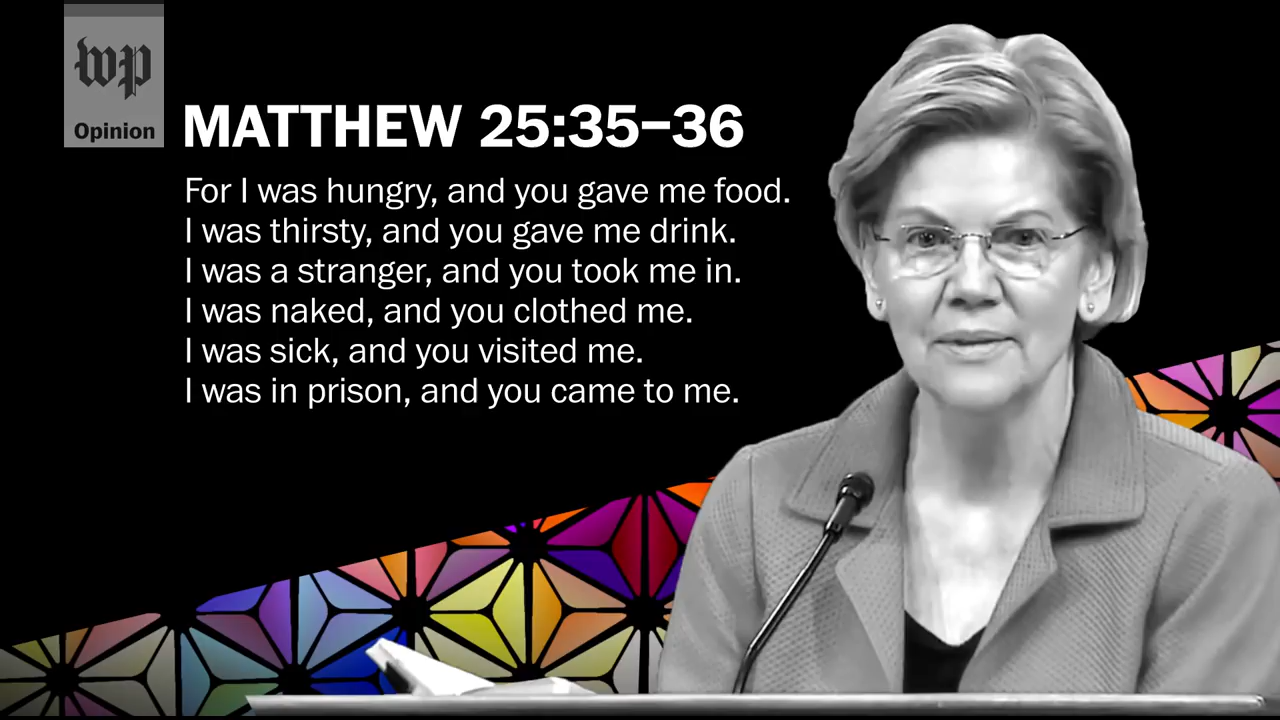 wp
Opinion
MATTHEW 25:35–36
For I was hungry, and you gave me food.
I was thirsty, and you gave me drink.
I was a stranger, and you took me in.
I was naked, and you clothed me.
I was sick, and you visited me.
I was in prison, and you came to me.